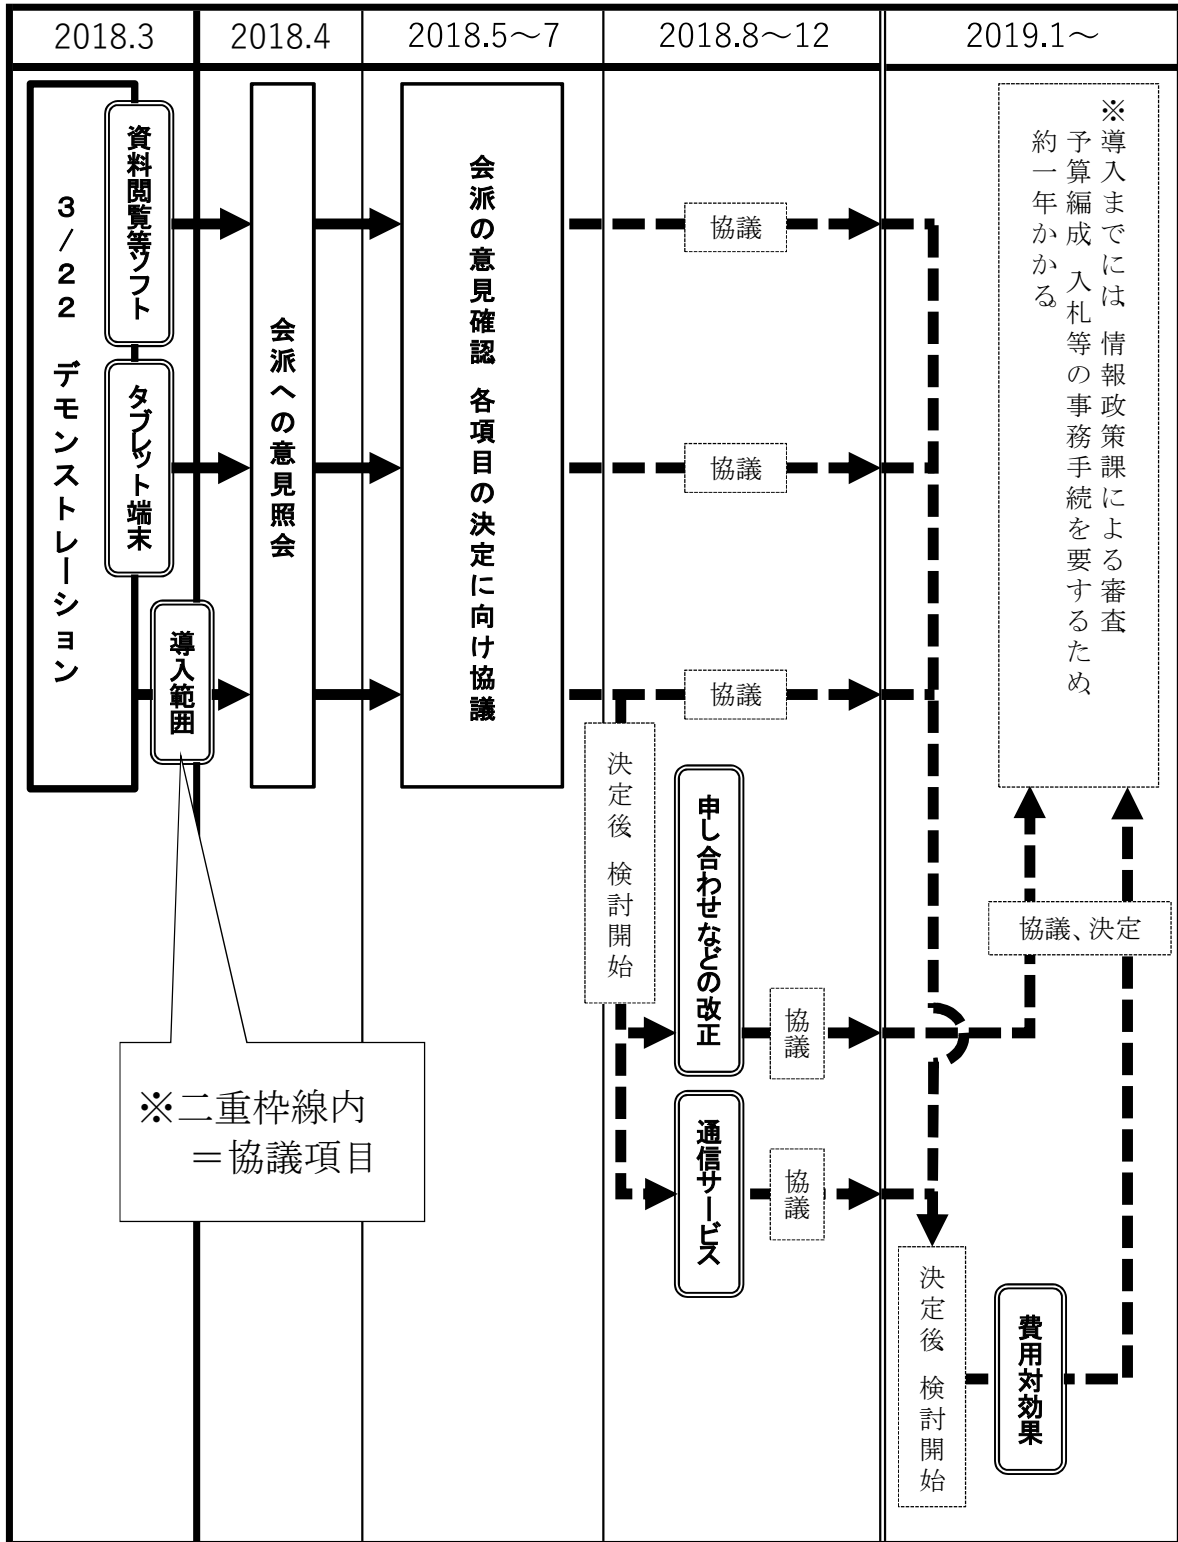 2018.3
2018.4
2018.5～7
2018.8～12
2019.1～
3/22 デモンストレーション
資料閲覧等ソフト
タブレット端末
導入範囲
会派への意見照会
会派の意見確認、各項目の決定に向け協議
協議
協議
協議
決定後、検討開始
申し合わせなどの改正
協議
通信サービス
協議
※導入までには、情報政策課による審査、
予算編成、入札等の事務手続を要するため、
約一年かかる。
協議、決定
決定後、検討開始
費用対効果
※二重枠線内
＝協議項目